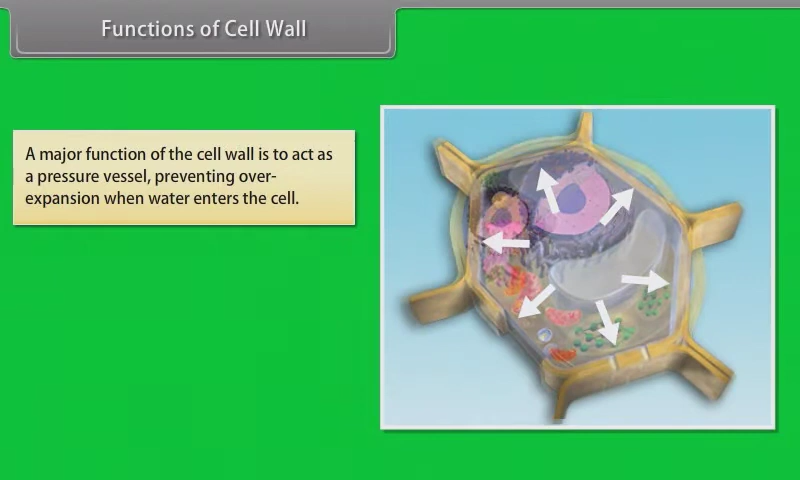 Functions of Cell Wall
A major function of the cell wall is to act as
a pressure vessel, preventing over-
expansion when water enters the cell.